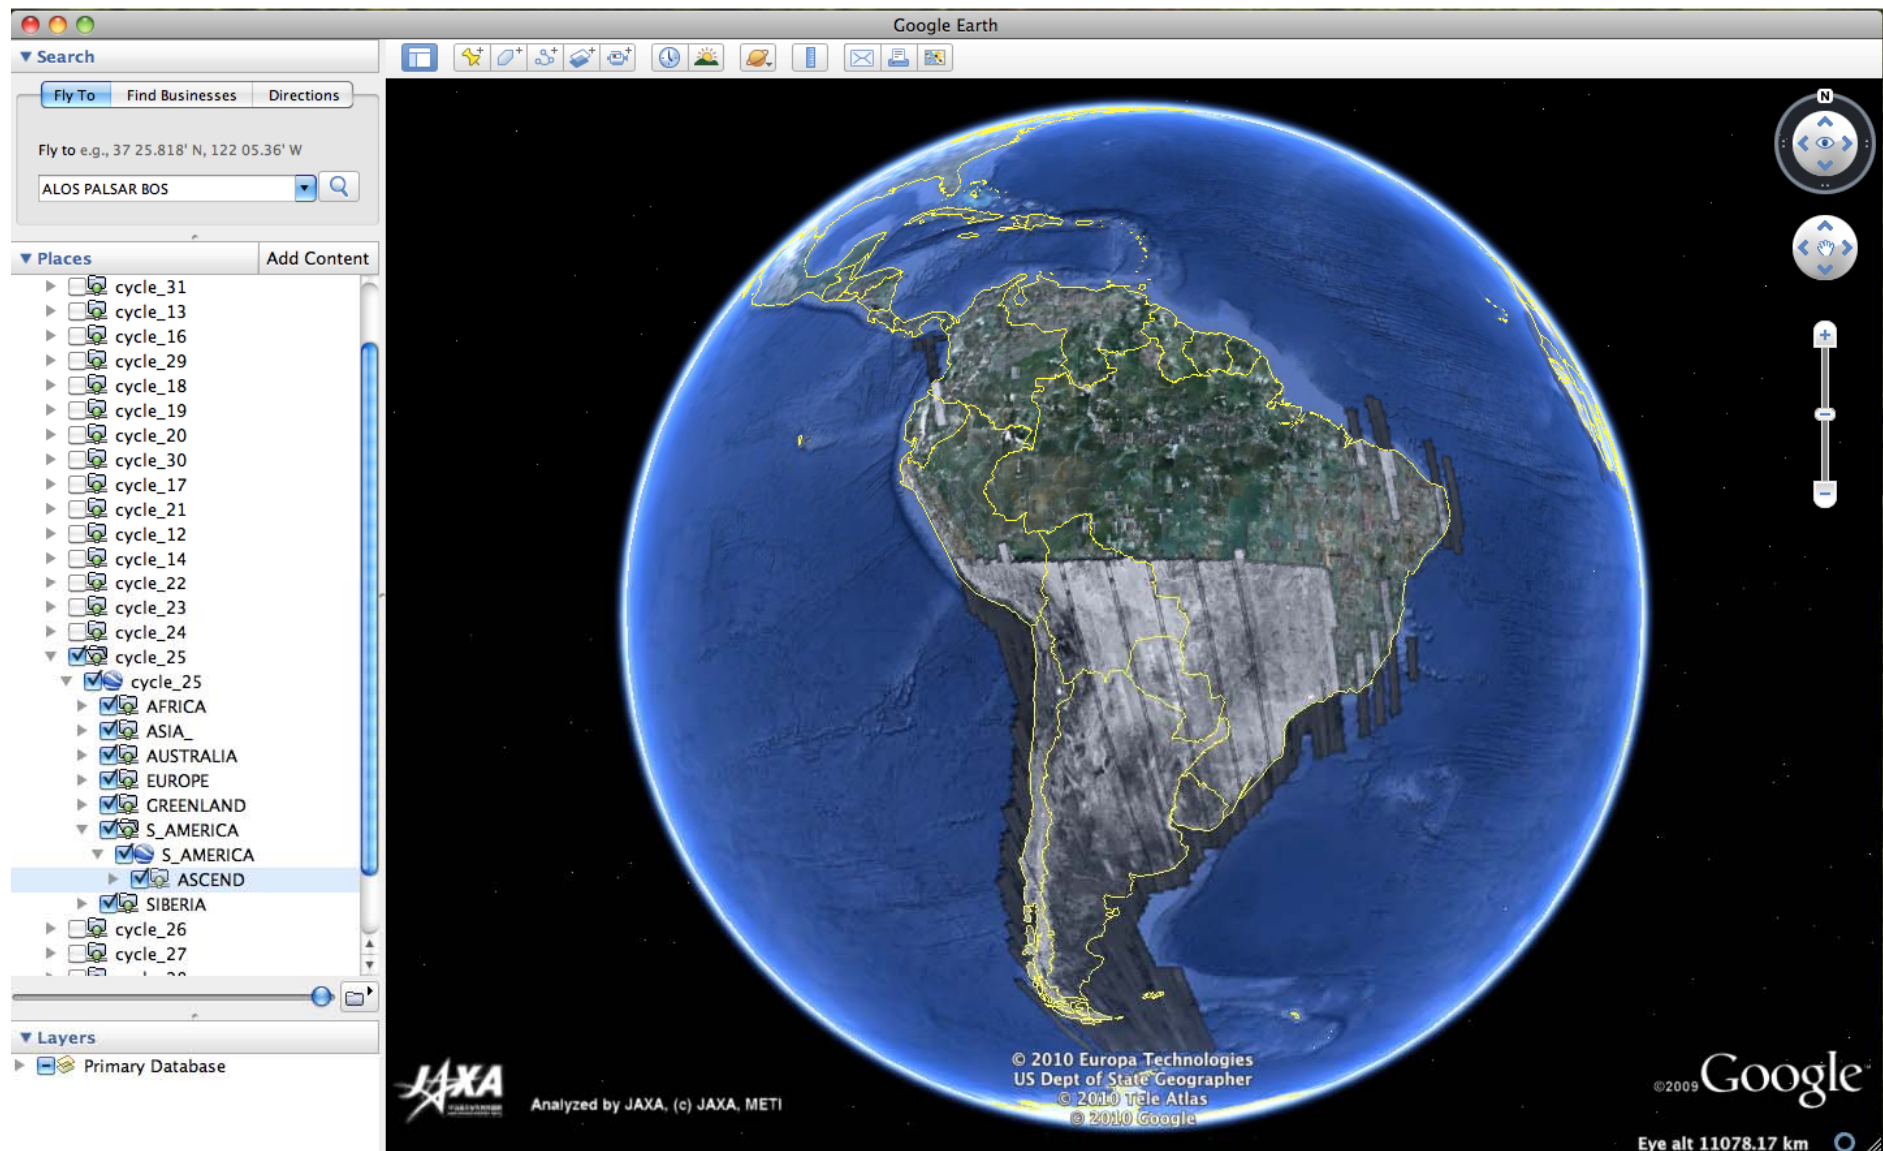 Google Earth
Search
Fly To
Find Businesses
Directions
Fly to e.g., 37 25.818' N, 122 05.36' W
ALOS PALSAR BOS
Places
Add Content
cycle_31
cycle_13
cycle_16
cycle_29
cycle_18
cycle_19
cycle_20
cycle_30
cycle_17
cycle_21
cycle_12
cycle_14
cycle_22
cycle_23
cycle_24
cycle_25
cycle_25
AFRICA
ASIA_
AUSTRALIA
EUROPE
GREENLAND
S_AMERICA
S_AMERICA
ASCEND
SIBERIA
cycle_26
cycle_27
Layers
Primary Database
N
JAXA
Analyzed by JAXA, (c) JAXA, METI
© 2010 Europa Technologies
US Dept of State Geographer
© 2010 Tele Atlas
© 2010 Google
©2009 Google
Eye alt 11078.17 km